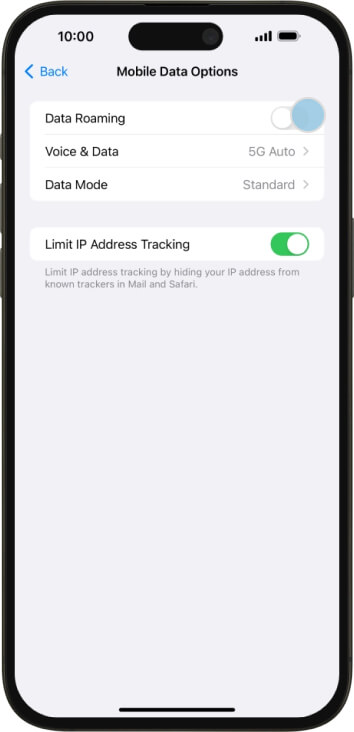 10:00
Back
Mobile Data Options
Data Roaming
Voice & Data 5G Auto
Data Mode Standard
Limit IP Address Tracking
Limit IP address tracking by hiding your IP address from
known trackers in Mail and Safari.